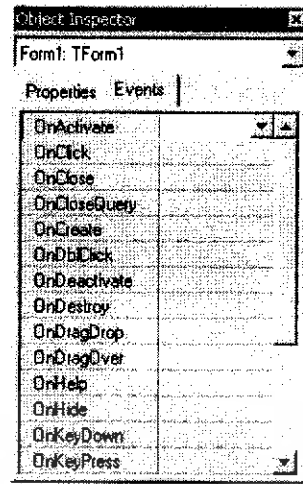 Object Inspector
Form1: TForm1
Properties Events
OnActivate
OnClick
OnClose
OnCloseQuery
OnCreate
OnDblClick
OnDeactivate
OnDestroy
OnDragDrop
OnDragOver
OnHelp
OnHide
OnKeyDown
OnKeyPress